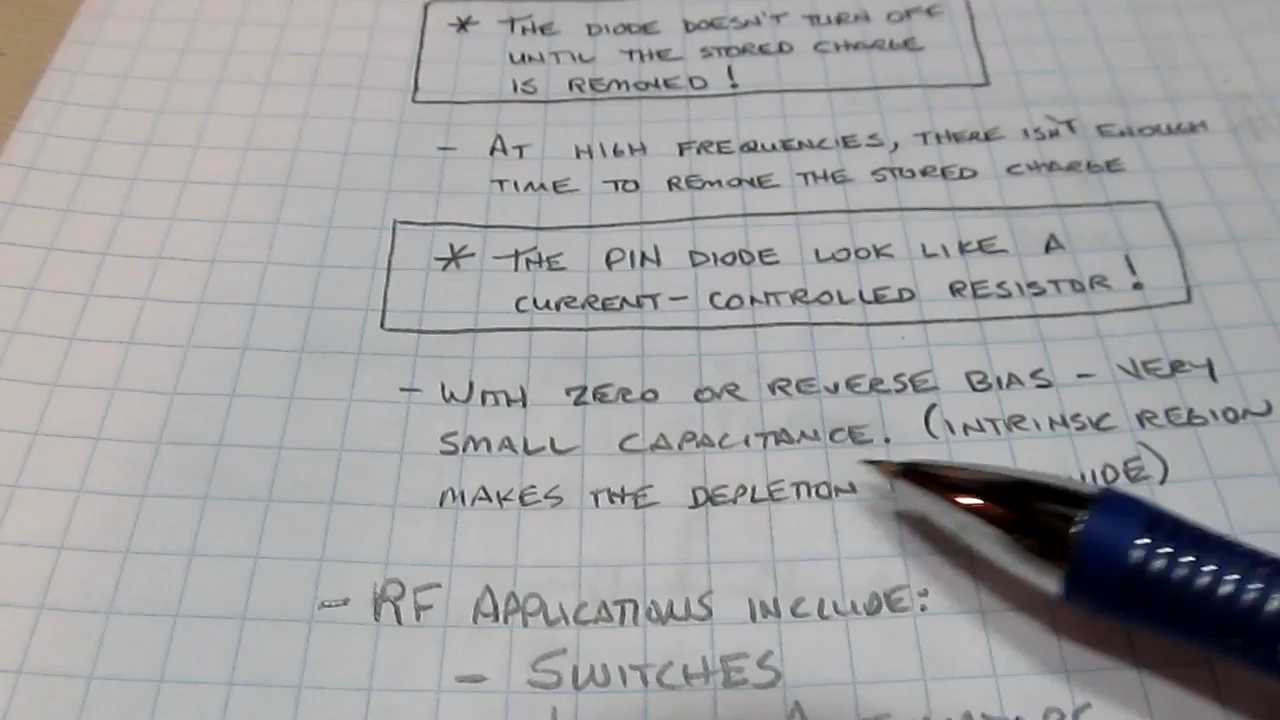 * THE DIODE DOESN'T TURN OFF
UNTIL THE STORED CHARGE
IS REMOVED!
- AT HIGH FREQUENCIES, THERE ISN'T ENOUGH
TIME TO REMOVE THE STORED CHARGE
* THE PIN DIODE LOOK LIKE A
CURRENT-CONTROLLED RESISTOR!
- WITH ZERO OR REVERSE BIAS - VERY
SMALL CAPACITANCE. (INTRINSIC REGION
MAKES THE DEPLETION
- RF APPLICATIONS INCLUDE:
- SWITCHES